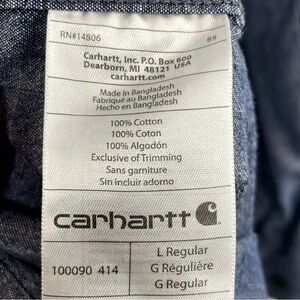 RN#14806 89
Carhartt, Inc. P.O. Box 600
Dearborn, MI 48121 USA
carhartt.com
Made in Bangladesh
Fabriqué au Bangladesh
Hecho en Bangladesh
100% Cotton
100% Coton
100% Algodón
Exclusive of Trimming
Sans garniture
Sin incluir adorno
carhartt
100090 414
L Regular
G Régulière
G Regular